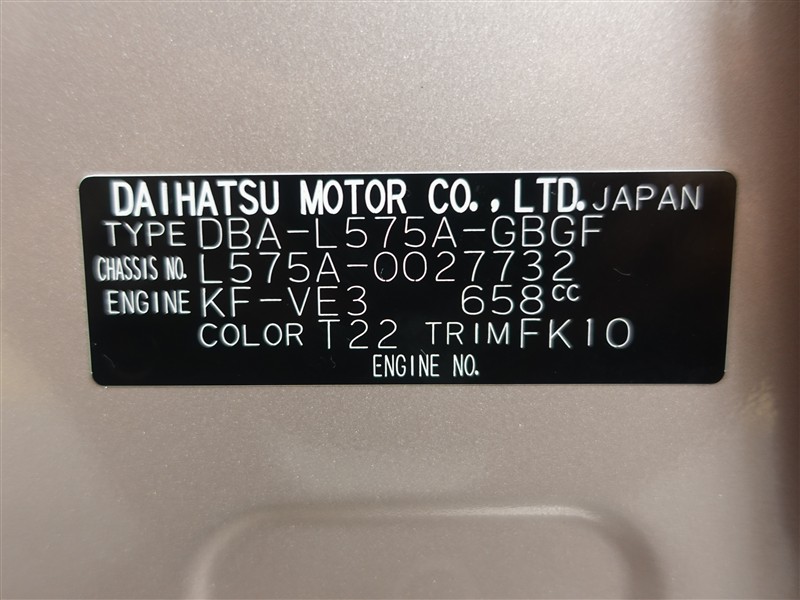 DAIHATSU MOTOR CO., LTD. JAPAN
TYPE DBA-L575A-GBGF
CHASSIS NO. L575A-0027732
ENGINE KF-VE3 658cc
COLOR T22 TRIM FK10
ENGINE NO.